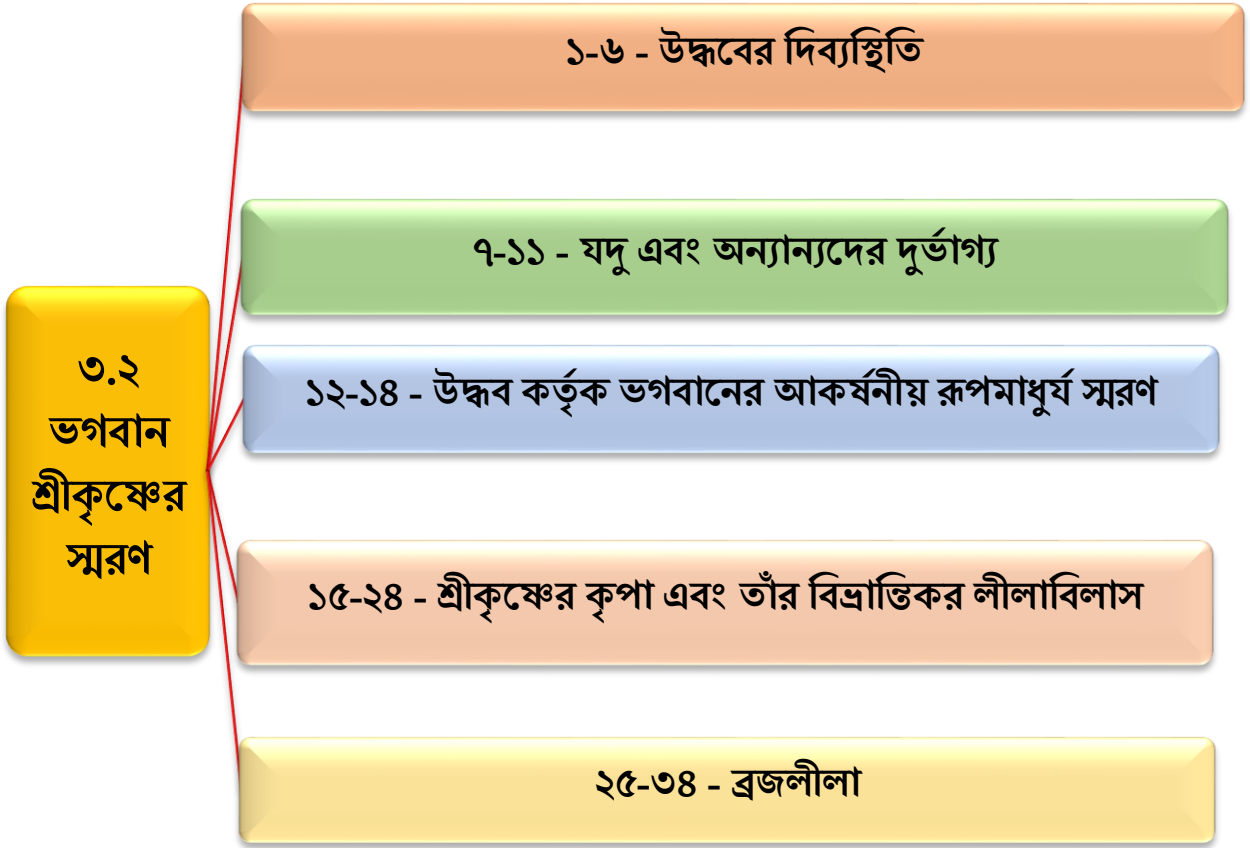 ৩.২
ভগবান
শ্রীকৃষ্ণের
স্মরণ
১-৬ - উদ্ধবের দিব্যস্থিতি
৭-১১ - যদু এবং অন্যান্যদের দুর্ভাগ্য
১২-১৪ - উদ্ধব কর্তৃক ভগবানের আকর্ষনীয় রূপমাধুর্য স্মরণ
১৫-২৪ - শ্রীকৃষ্ণের কৃপা এবং তাঁর বিভ্রান্তিকর লীলাবিলাস
২৫-৩৪ - ব্রজলীলা